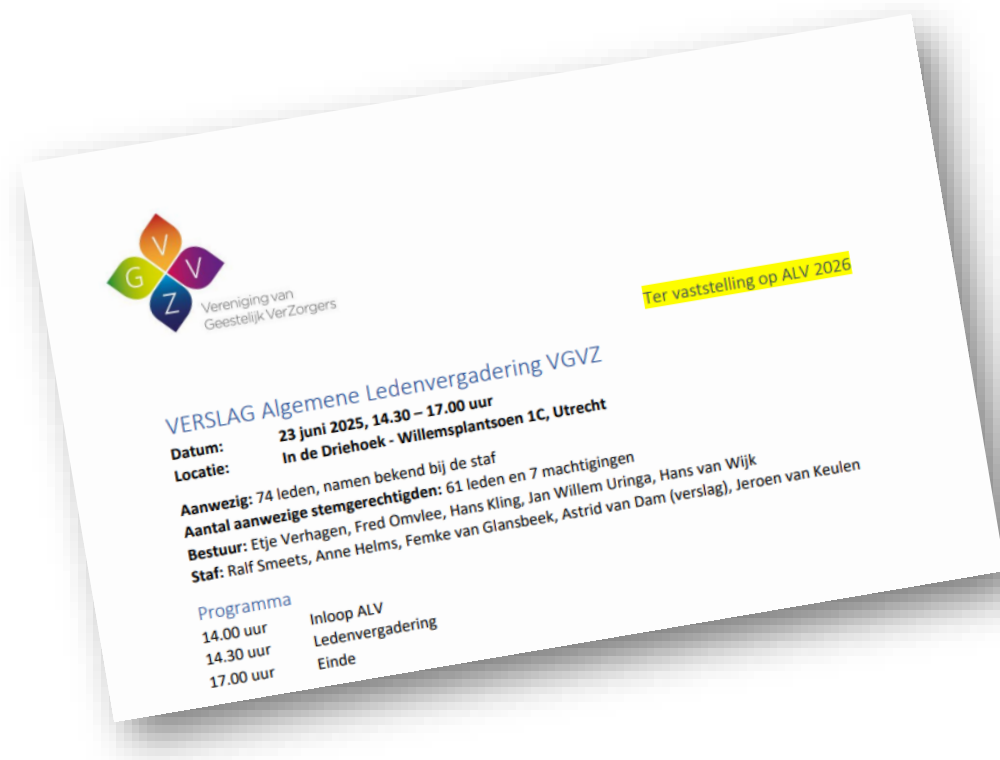 V
G V
Z
Vereniging van
Geestelijk VerZorgers
Ter vaststelling op ALV 2026
VERSLAG Algemene Ledenvergadering VGVZ
Datum: 23 juni 2025, 14.30 – 17.00 uur
Locatie: In de Driehoek - Willemsplantsoen 1C, Utrecht
Aanwezig: 74 leden, namen bekend bij de staf
Aantal aanwezige stemgerechtigden: 61 leden en 7 machtigingen
Bestuur: Etje Verhagen, Fred Omvlee, Hans Kling, Jan Willem Uringa, Hans van Wijk
Staf: Ralf Smeets, Anne Helms, Femke van Glansbeek, Astrid van Dam (verslag), Jeroen van Keulen
Programma
14.00 uur Inloop ALV
14.30 uur Ledenvergadering
17.00 uur Einde